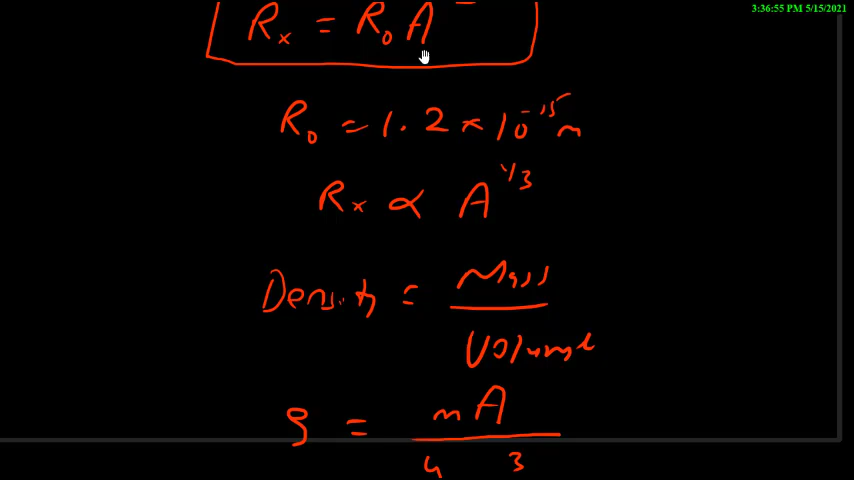 3:36:55 PM 5/15/2021
Rx = R0 A
R0 = 1.2 × 10^-15 m
Rx ∝ A^1/3
Density = Mass / Volume
ρ = mA
4 3